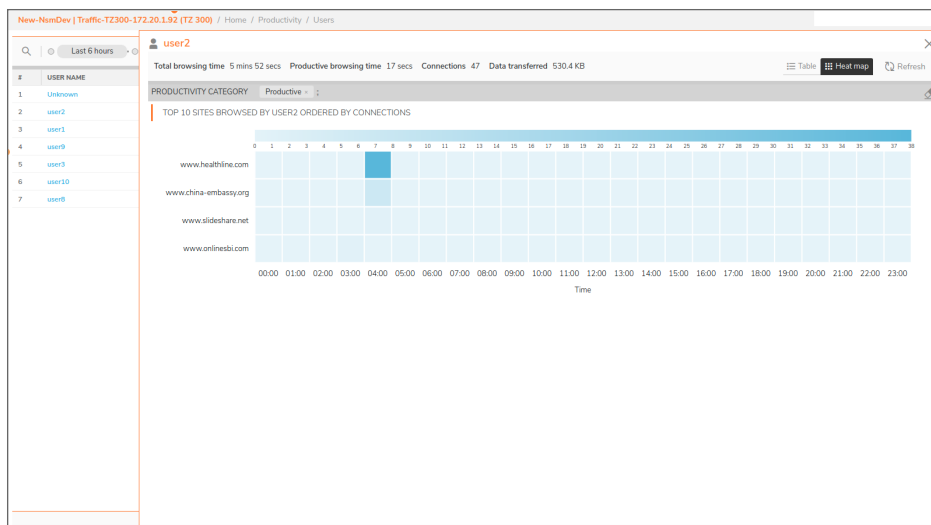 New-NsmDev | Traffic-TZ300-172.20.1.92 (TZ 300) / Home / Productivity / Users
Last 6 hours
# USER NAME
1 Unknown
2 user2
3 user1
4 user9
5 user3
6 user10
7 user8
user2
Total browsing time 5 mins 52 secs Productive browsing time 17 secs Connections 47 Data transferred 530.4 KB
Table Heat map Refresh
PRODUCTIVITY CATEGORY Productive × ;
TOP 10 SITES BROWSED BY USER2 ORDERED BY CONNECTIONS
0 1 2 3 4 5 6 7 8 9 10 11 12 13 14 15 16 17 18 19 20 21 22 23 24 25 26 27 28 29 30 31 32 33 34 35 36 37 38
www.healthline.com
www.china-embassy.org
www.slideshare.net
www.onlinesbi.com
00:00 01:00 02:00 03:00 04:00 05:00 06:00 07:00 08:00 09:00 10:00 11:00 12:00 13:00 14:00 15:00 16:00 17:00 18:00 19:00 20:00 21:00 22:00 23:00
Time